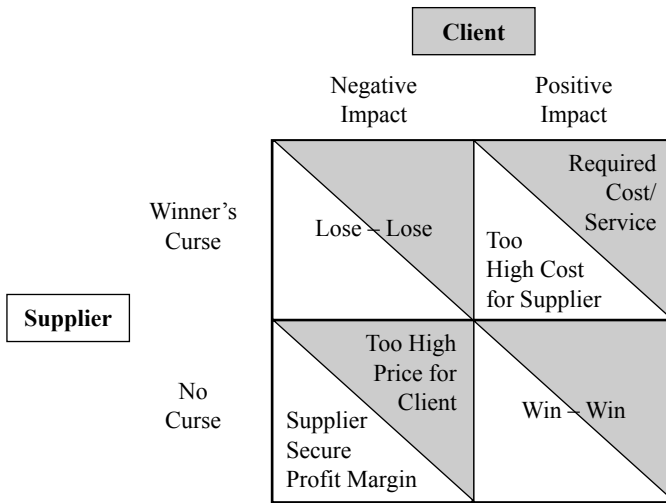 Client
Negative
Impact
Positive
Impact
Winner’s
Curse
Lose – Lose
Required
Cost/
Service
Too
High Cost
for Supplier
Supplier
No
Curse
Too High
Price for
Client
Supplier
Secure
Profit Margin
Win – Win